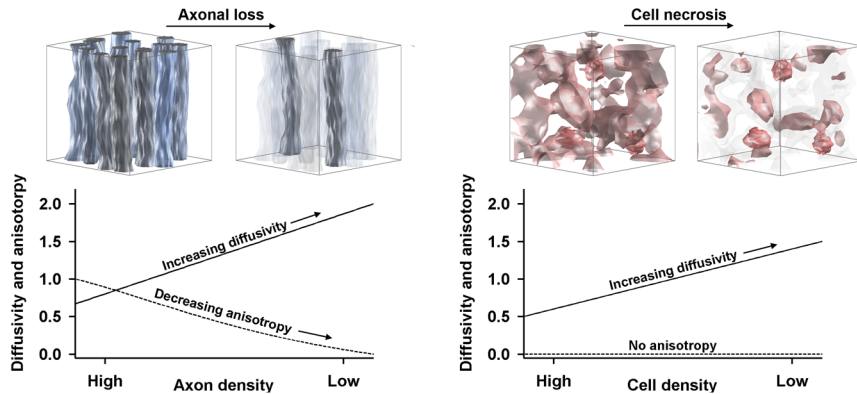 Axonal loss
Diffusivity and anisotorpy
2.0
1.5
1.0
0.5
0.0
Increasing diffusivity
Decreasing anisotropy
High
Axon density
Low
Cell necrosis
Diffusivity and anisotorpy
2.0
1.5
1.0
0.5
0.0
Increasing diffusivity
No anisotropy
High
Cell density
Low